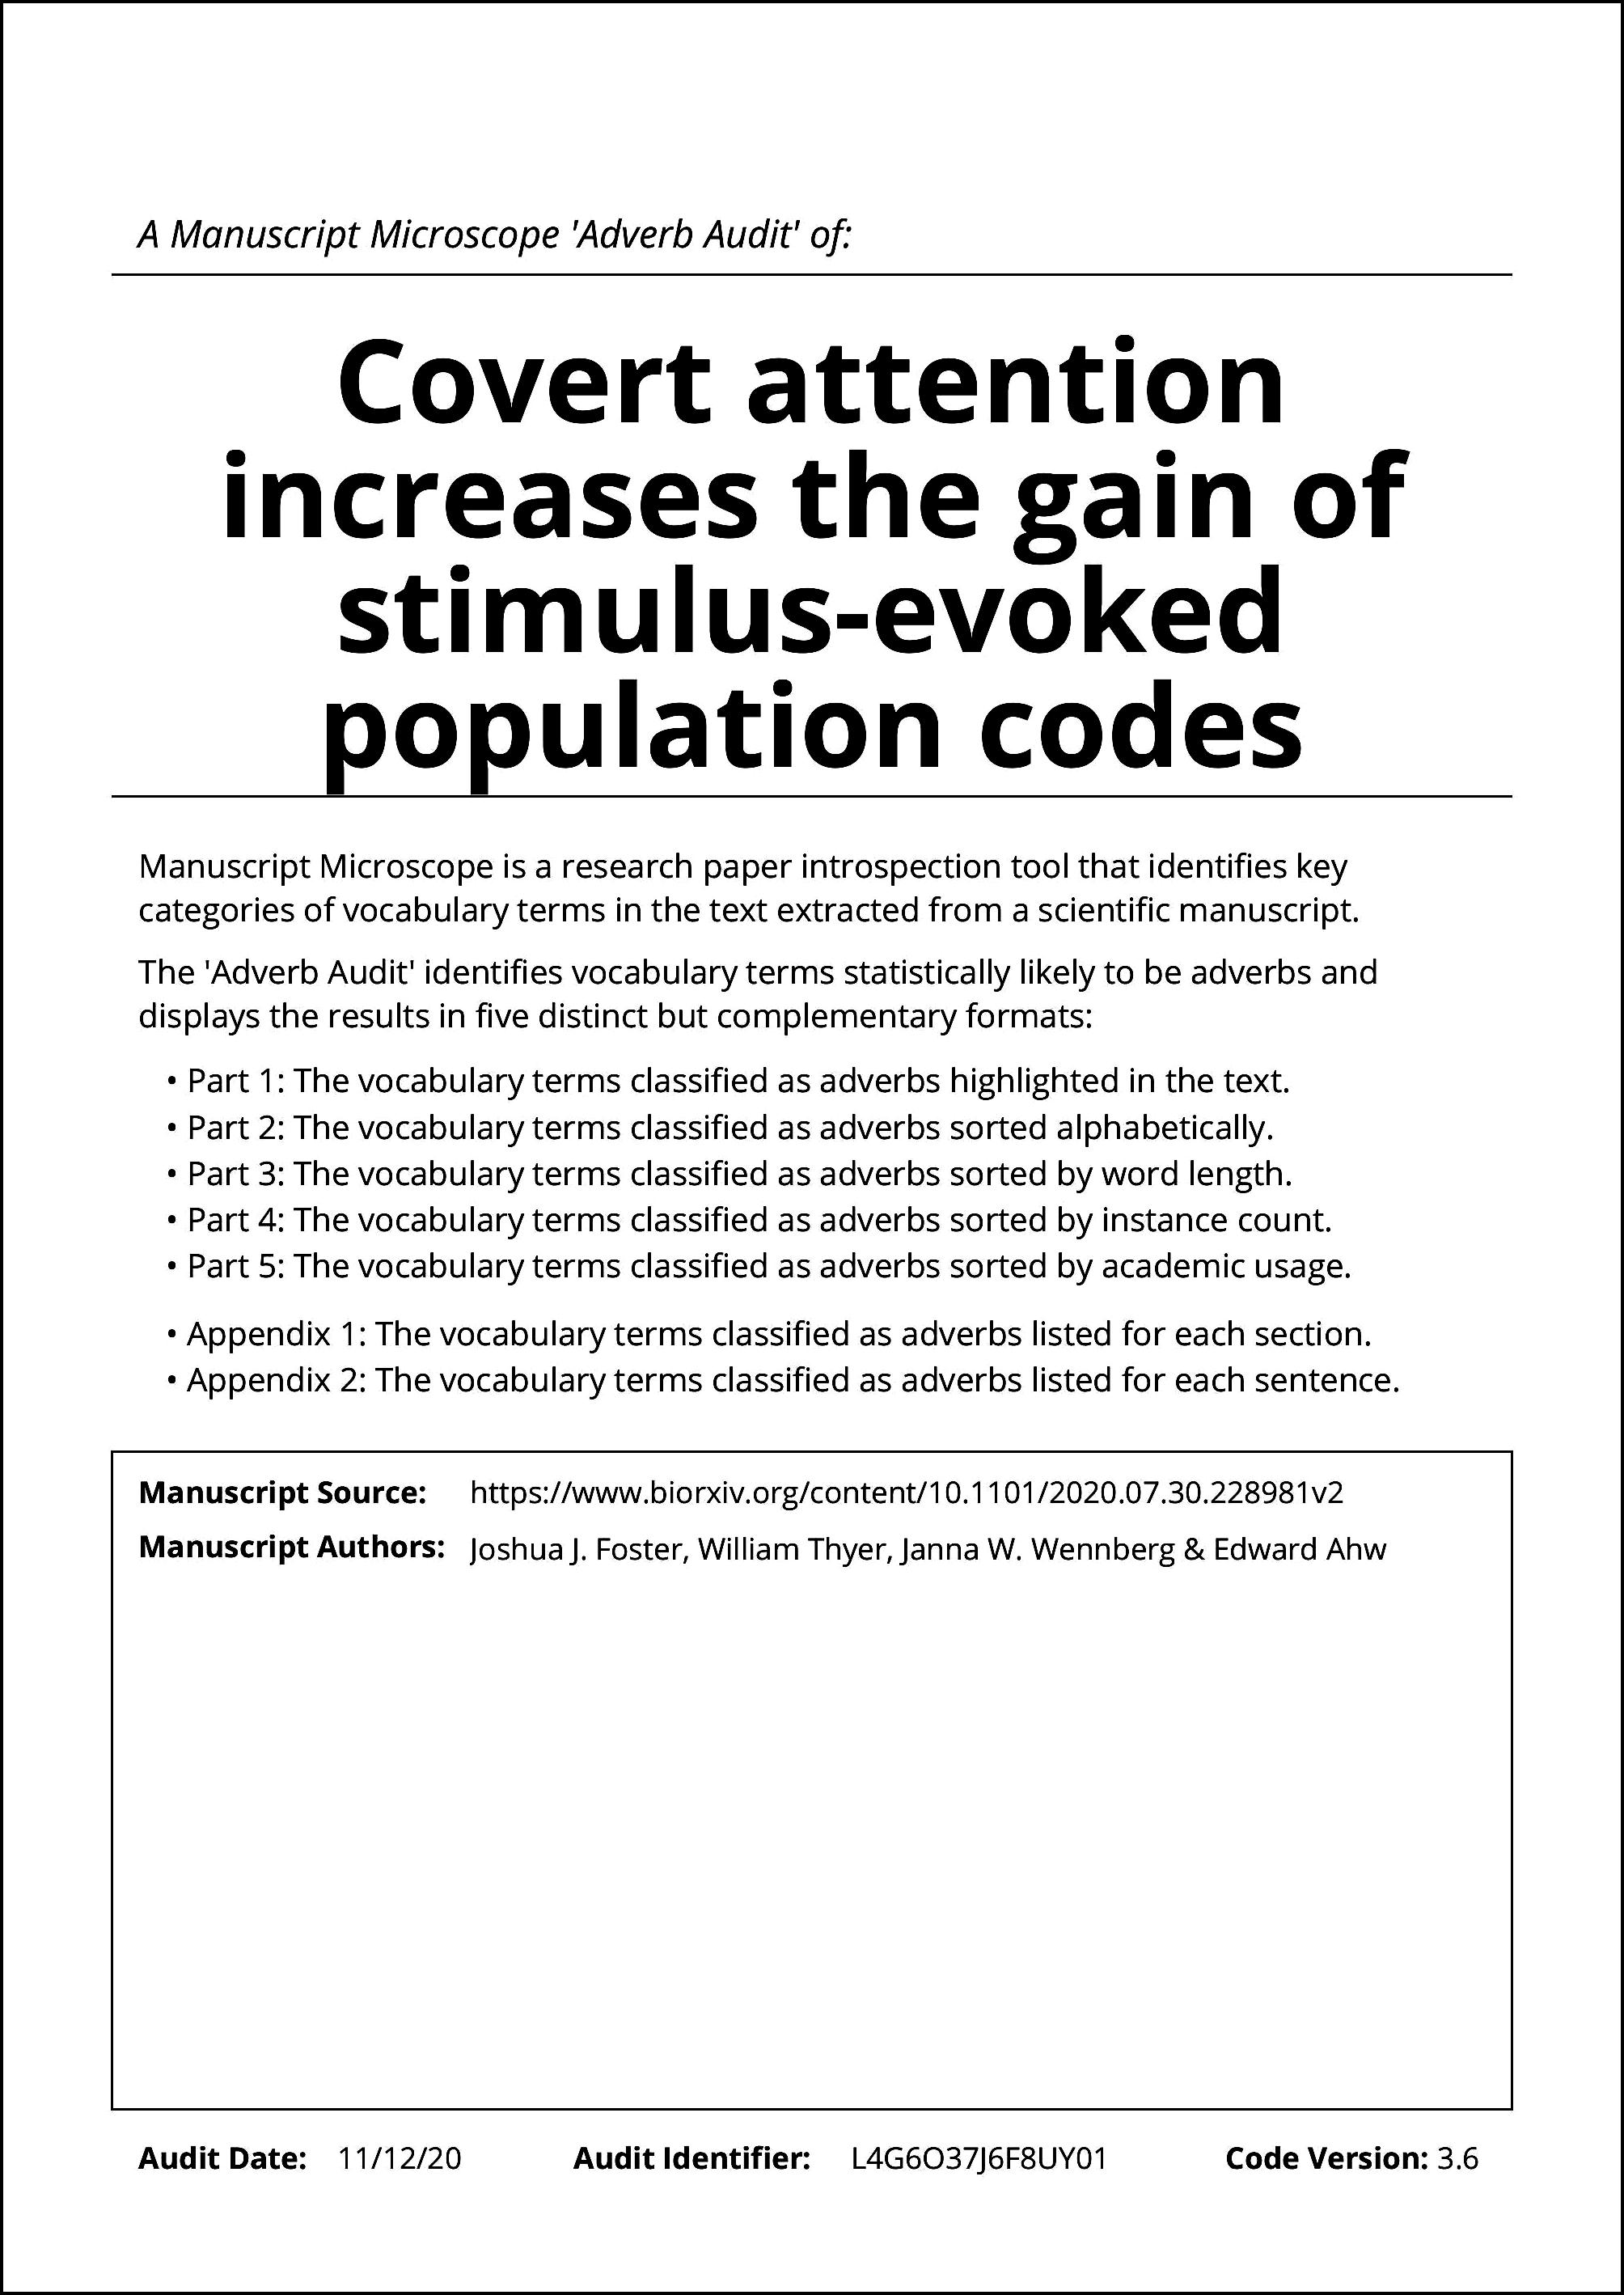 A Manuscript Microscope 'Adverb Audit' of:
Covert attention
increases the gain of
stimulus-evoked
population codes
Manuscript Microscope is a research paper introspection tool that identifies key
categories of vocabulary terms in the text extracted from a scientific manuscript.
The 'Adverb Audit' identifies vocabulary terms statistically likely to be adverbs and
displays the results in five distinct but complementary formats:
• Part 1: The vocabulary terms classified as adverbs highlighted in the text.
• Part 2: The vocabulary terms classified as adverbs sorted alphabetically.
• Part 3: The vocabulary terms classified as adverbs sorted by word length.
• Part 4: The vocabulary terms classified as adverbs sorted by instance count.
• Part 5: The vocabulary terms classified as adverbs sorted by academic usage.
• Appendix 1: The vocabulary terms classified as adverbs listed for each section.
• Appendix 2: The vocabulary terms classified as adverbs listed for each sentence.
Manuscript Source: https://www.biorxiv.org/content/10.1101/2020.07.30.228981v2
Manuscript Authors: Joshua J. Foster, William Thyer, Janna W. Wennberg & Edward Ahw
Audit Date: 11/12/20 Audit Identifier: L4G6O37J6F8UY01 Code Version: 3.6